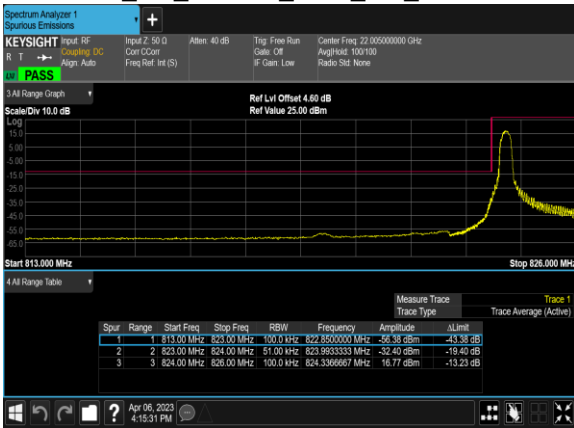 Spectrum Analyzer 1
Spurious Emissions
+
KEYSIGHT Input: RF Input Z: 50 Ω Atten: 40 dB Trig: Free Run Center Freq: 22.005000000 GHz
R T Coupling: DC Corr CCorr Gate: Off Avg|Hold: 100/100
Align: Auto Freq Ref: Int (S) IF Gain: Low Radio Std: None
PASS
3 All Range Graph Ref Lvl Offset 4.60 dB
Scale/Div 10.0 dB Ref Value 25.00 dBm
Log
15.0
5.00
-5.00
-15.0
-25.0
-35.0
-45.0
-55.0
-65.0
Start 813.000 MHz Stop 826.000 MHz
4 All Range Table
Measure Trace Trace 1
Trace Type Trace Average (Active)
Spur Range Start Freq Stop Freq RBW Frequency Amplitude ΔLimit
1 1 813.00 MHz 823.00 MHz 100.0 kHz 822.8500000 MHz -56.38 dBm -43.38 dB
2 2 823.00 MHz 824.00 MHz 51.00 kHz 823.9933333 MHz -32.40 dBm -19.40 dB
3 3 824.00 MHz 826.00 MHz 100.0 kHz 824.3366667 MHz 16.77 dBm -13.23 dB
? Apr 06, 2023
4:15:31 PM